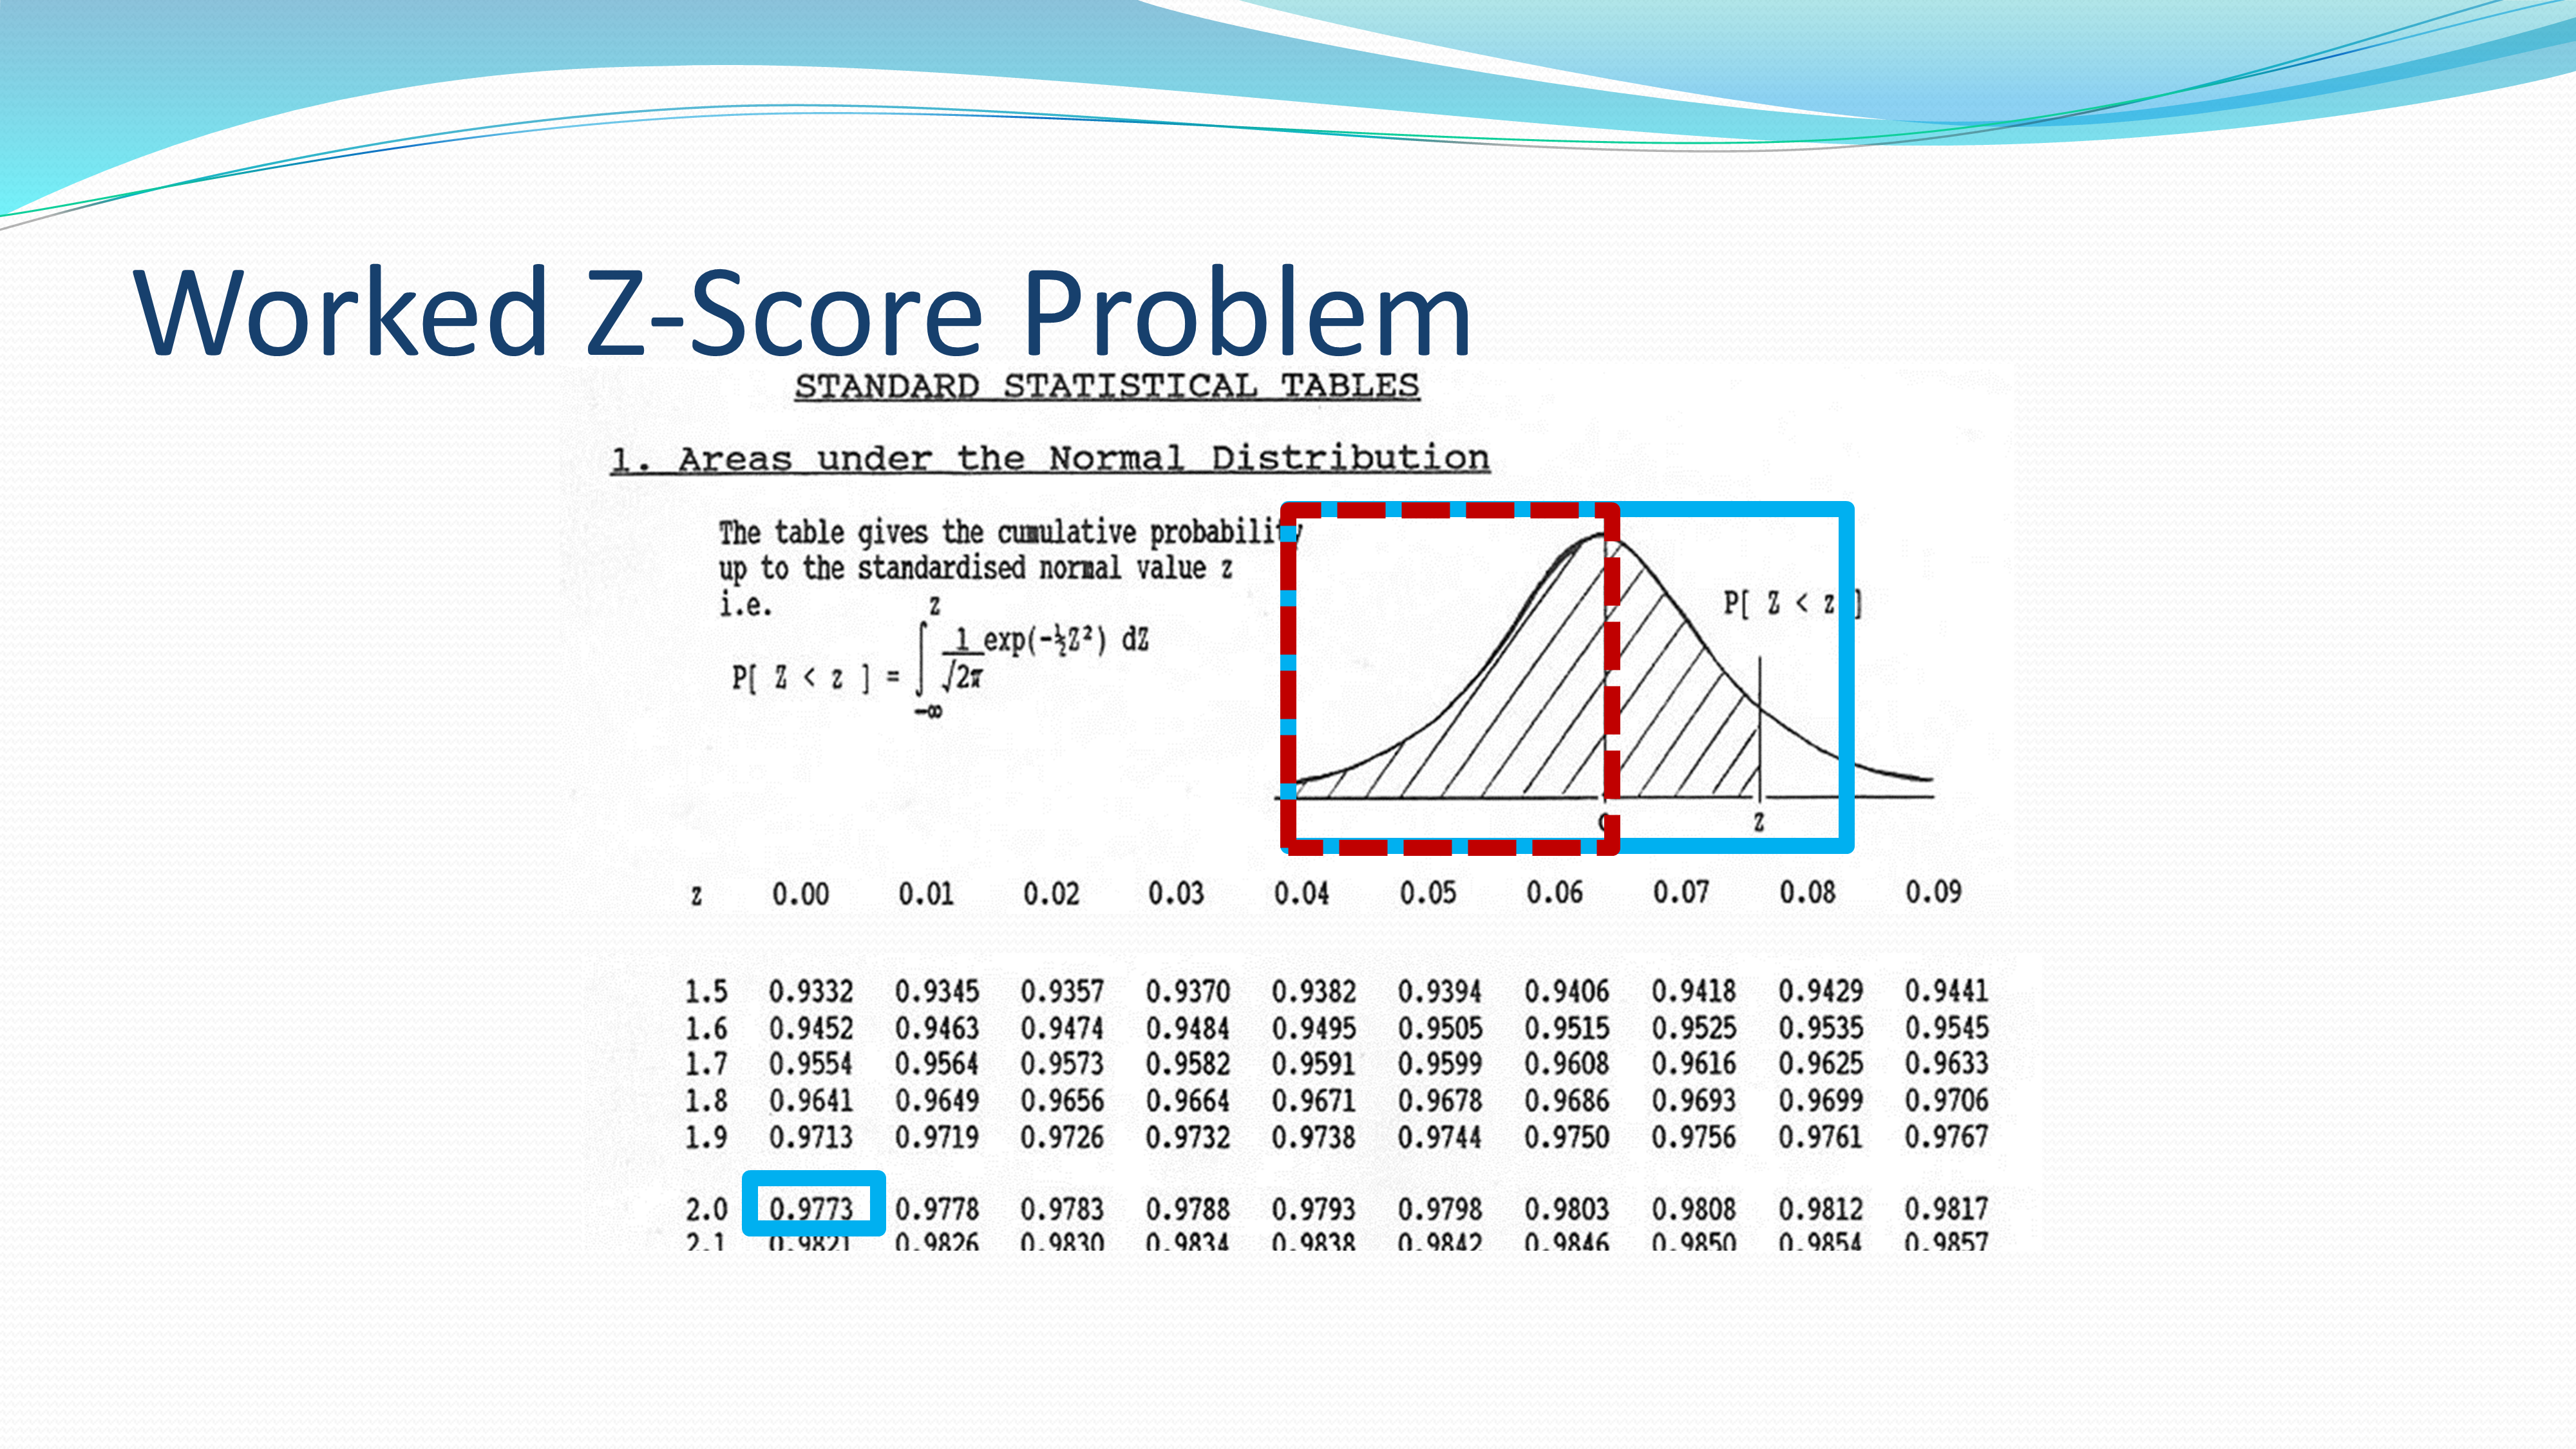 Worked Z-Score Problem
STANDARD STATISTICAL TABLES
1. Areas under the Normal Distribution
The table gives the cumulative probability
up to the standardised normal value z
i.e.
z
P[ Z < z ] = ∫ 1/√2π exp(-½Z²) dZ
-∞
P[ Z < z ]
z
z 0.00 0.01 0.02 0.03 0.04 0.05 0.06 0.07 0.08 0.09
1.5 0.9332 0.9345 0.9357 0.9370 0.9382 0.9394 0.9406 0.9418 0.9429 0.9441
1.6 0.9452 0.9463 0.9474 0.9484 0.9495 0.9505 0.9515 0.9525 0.9535 0.9545
1.7 0.9554 0.9564 0.9573 0.9582 0.9591 0.9599 0.9608 0.9616 0.9625 0.9633
1.8 0.9641 0.9649 0.9656 0.9664 0.9671 0.9678 0.9686 0.9693 0.9699 0.9706
1.9 0.9713 0.9719 0.9726 0.9732 0.9738 0.9744 0.9750 0.9756 0.9761 0.9767
2.0 0.9773 0.9778 0.9783 0.9788 0.9793 0.9798 0.9803 0.9808 0.9812 0.9817
2.1 0.9821 0.9826 0.9830 0.9834 0.9838 0.9842 0.9846 0.9850 0.9854 0.9857